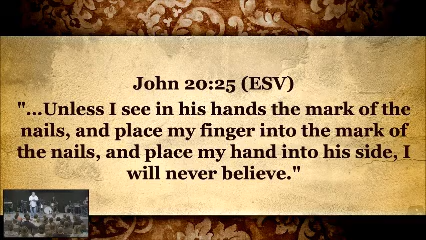 John 20:25 (ESV)
"...Unless I see in his hands the mark of the
nails, and place my finger into the mark of
the nails, and place my hand into his side, I
will never believe."